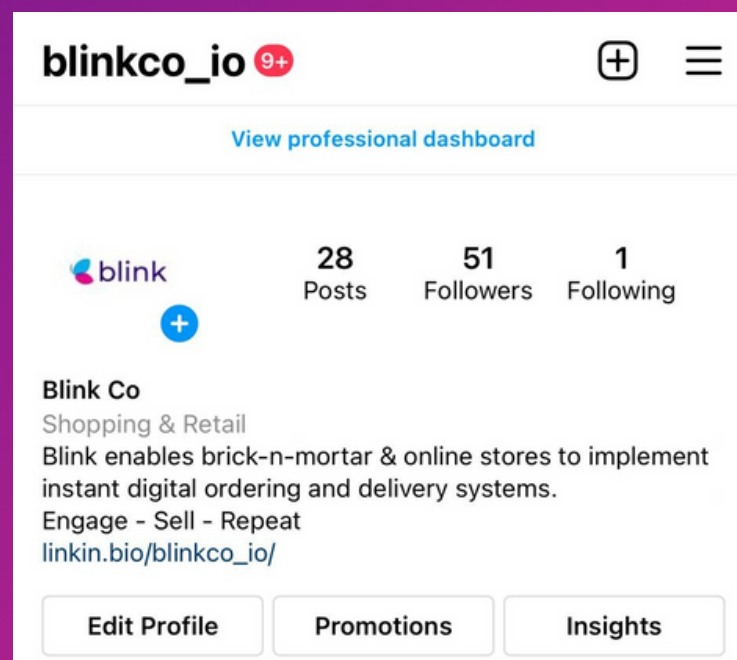 blinkco_io 9+
View professional dashboard
blink
28 51 1
Posts Followers Following
Blink Co
Shopping & Retail
Blink enables brick-n-mortar & online stores to implement
instant digital ordering and delivery systems.
Engage - Sell - Repeat
linkin.bio/blinkco_io/
Edit Profile Promotions Insights